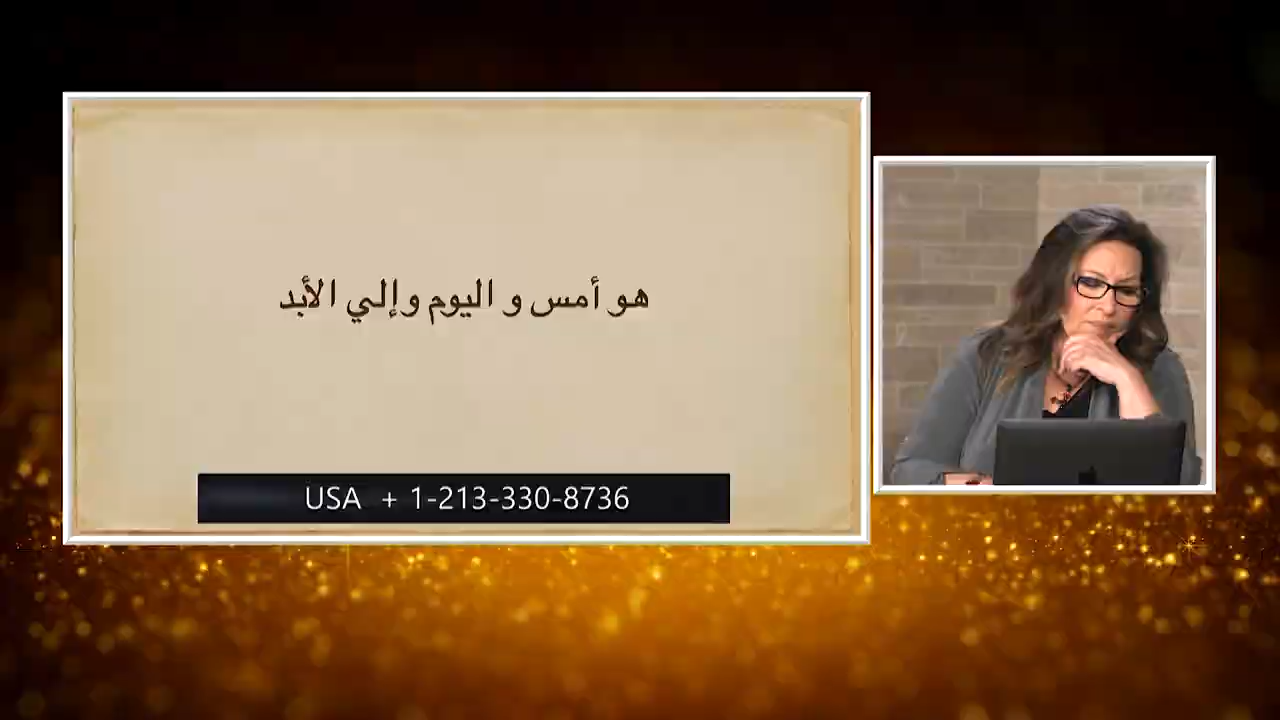 هو أمس و اليوم وإلي الأبد
USA + 1-213-330-8736